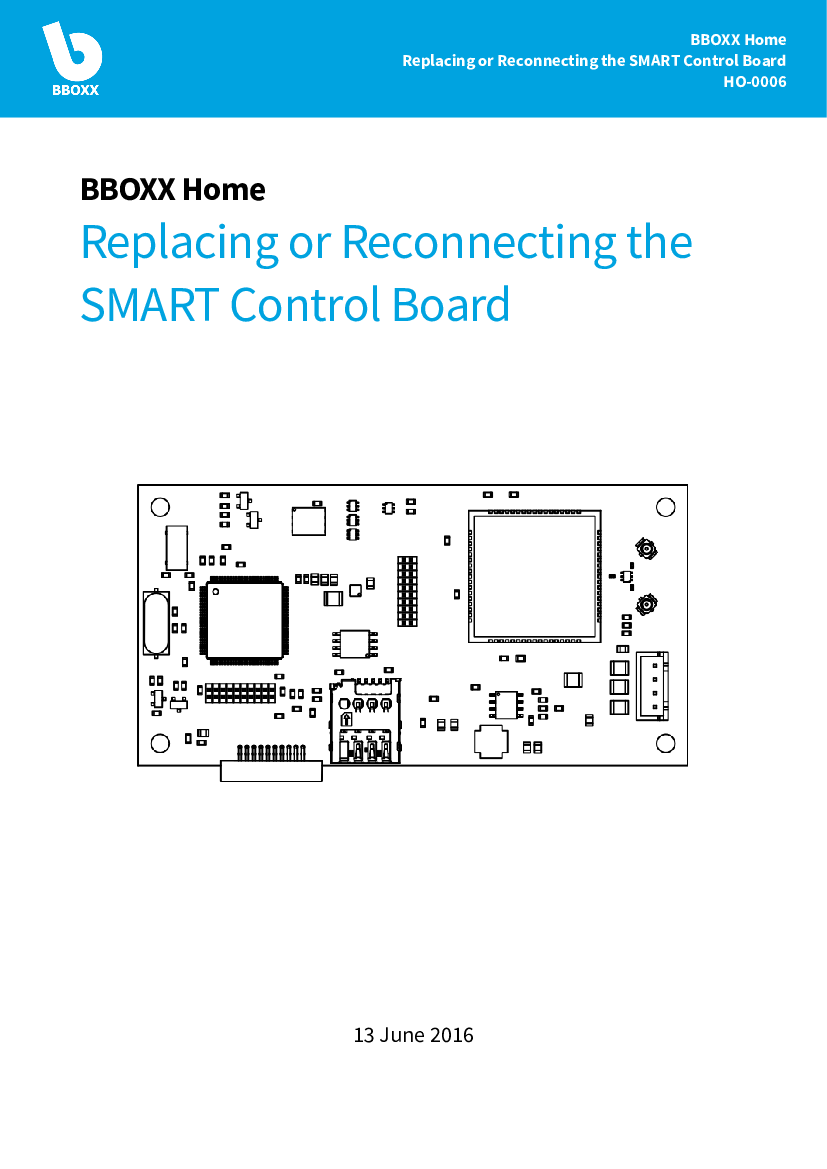 BBOXX
BBOXX Home
Replacing or Reconnecting the SMART Control Board
HO-0006
BBOXX Home
Replacing or Reconnecting the
SMART Control Board
13 June 2016